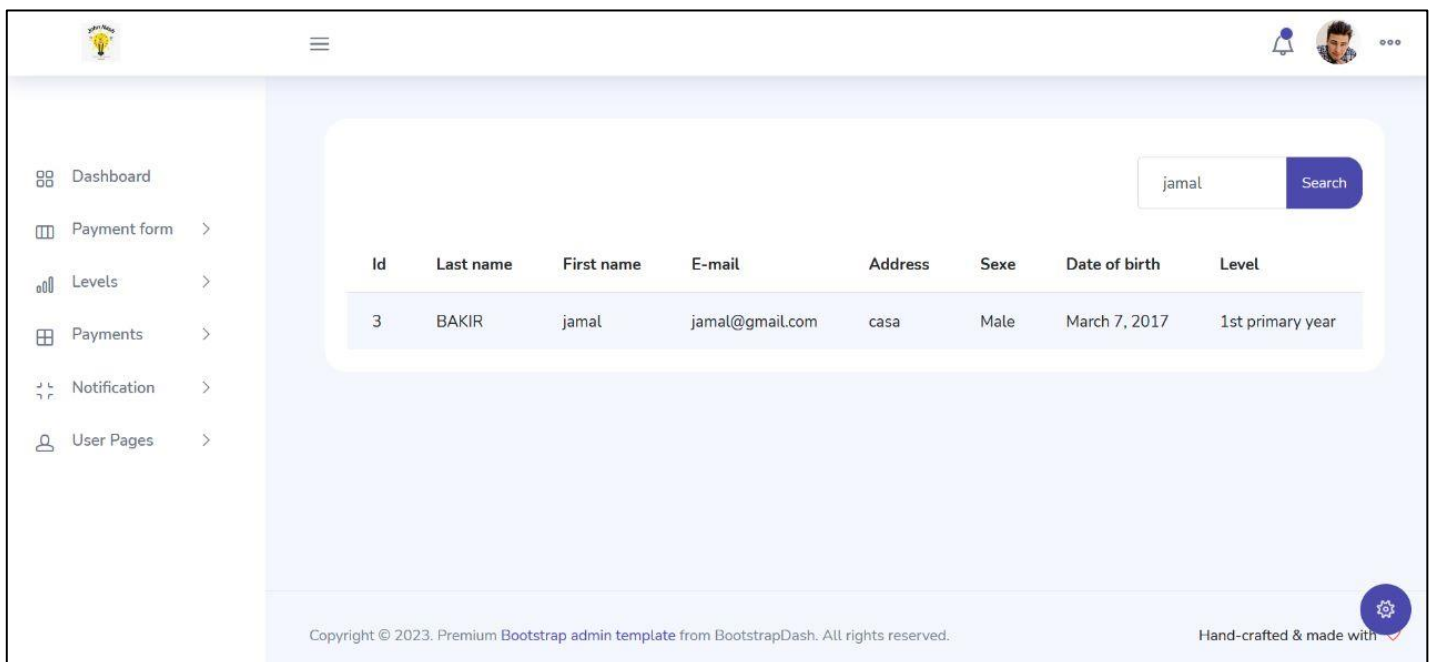 John Nash
Dashboard
jamal Search
Payment form
Id Last name First name E-mail Address Sexe Date of birth Level
Levels
3 BAKIR jamal jamal@gmail.com casa Male March 7, 2017 1st primary year
Payments
Notification
User Pages
Copyright © 2023. Premium Bootstrap admin template from BootstrapDash. All rights reserved. Hand-crafted & made with